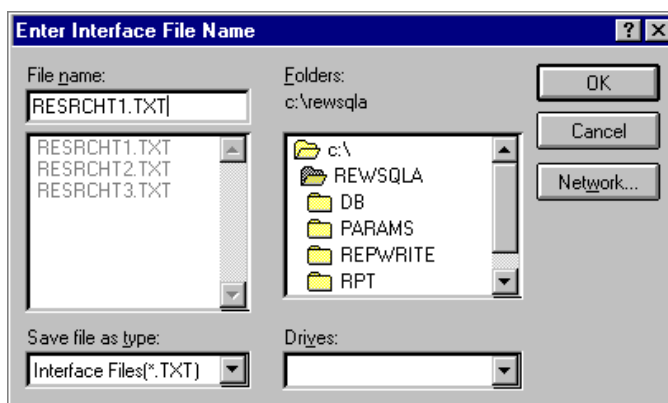 Enter Interface File Name
File name:
RESRCHT1.TXT
RESRCHT1.TXT
RESRCHT2.TXT
RESRCHT3.TXT
Save file as type:
Interface Files(*.TXT)
Folders:
c:\rewsqla
c:\
REWSQLA
DB
PARAMS
REPWRITE
RPT
Drives:
OK
Cancel
Network...